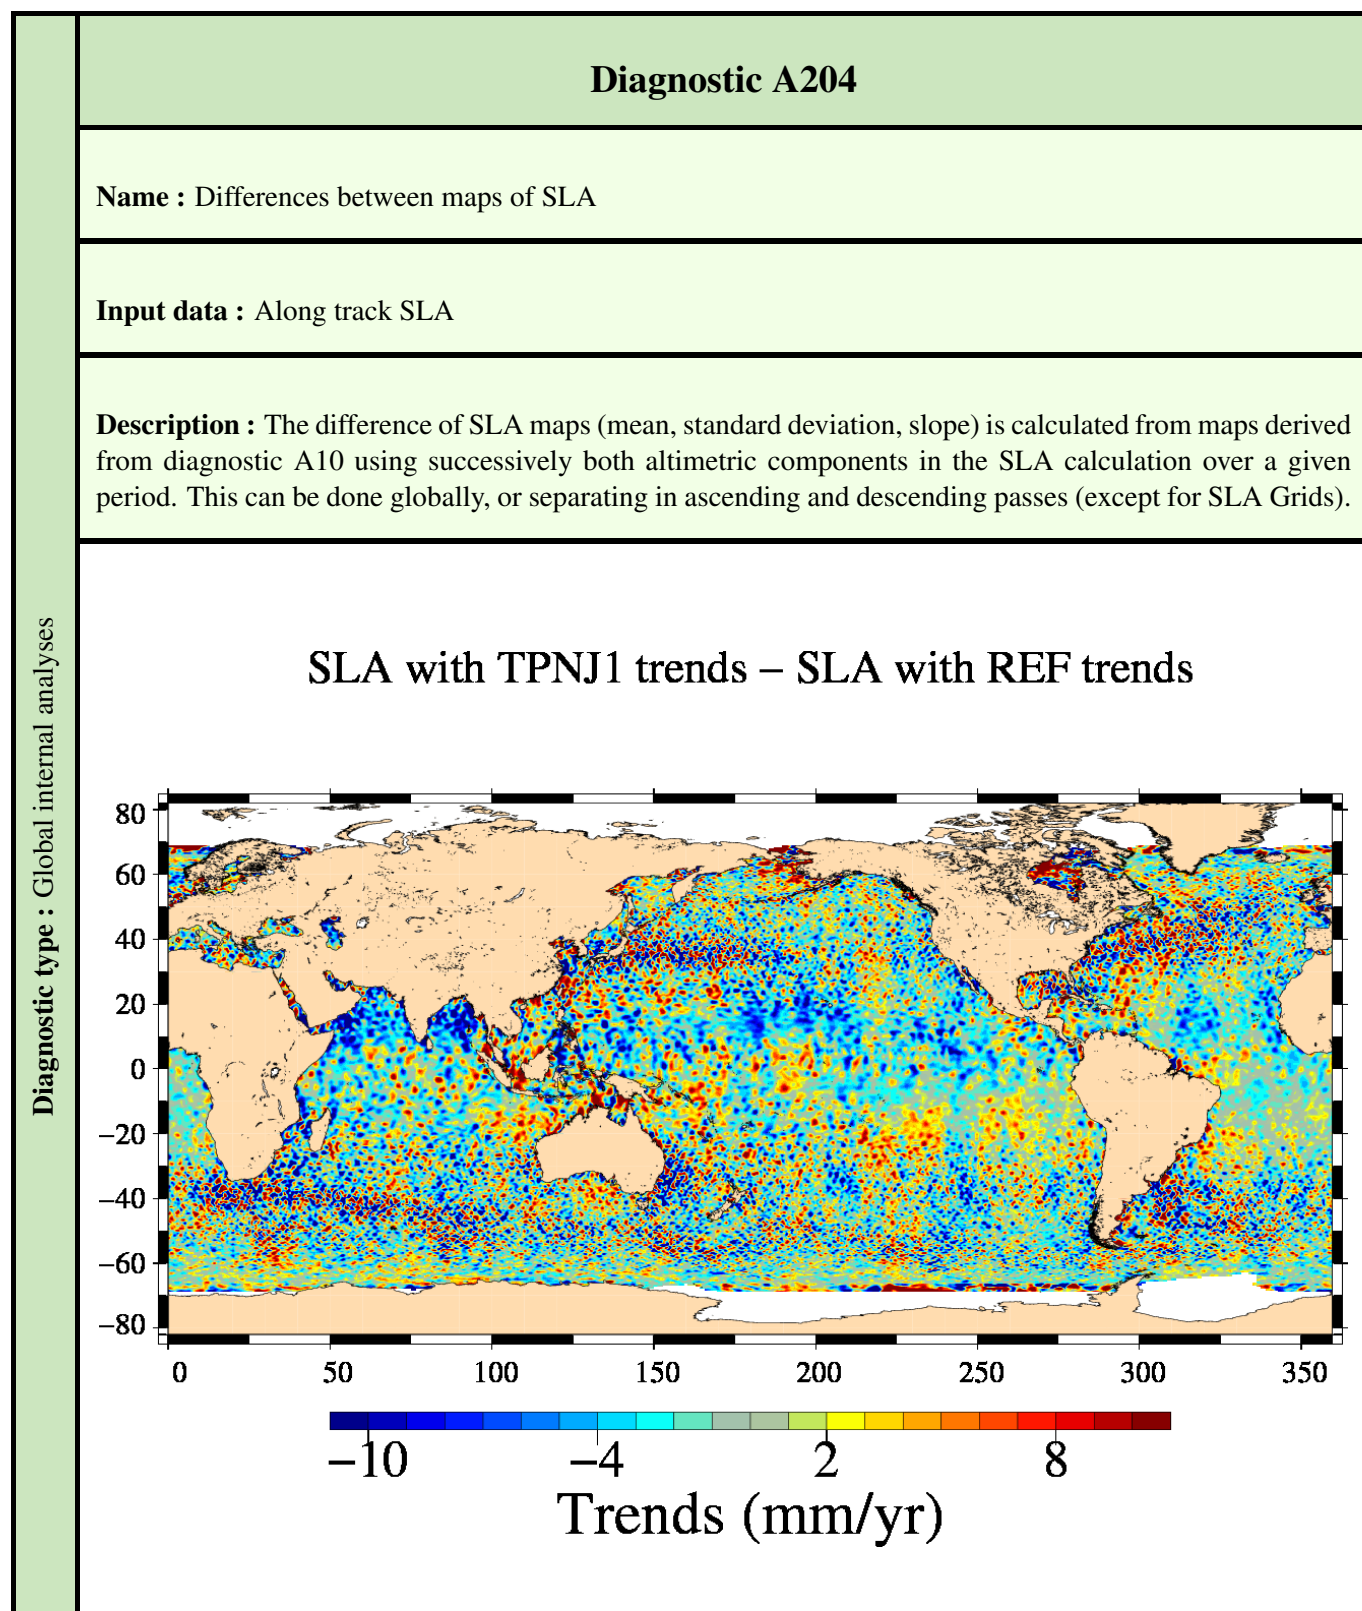 Diagnostic A204
Name : Differences between maps of SLA
Input data : Along track SLA
Description : The difference of SLA maps (mean, standard deviation, slope) is calculated from maps derived
from diagnostic A10 using successively both altimetric components in the SLA calculation over a given
period. This can be done globally, or separating in ascending and descending passes (except for SLA Grids).
Diagnostic type : Global internal analyses
SLA with TPNJ1 trends – SLA with REF trends
80
60
40
20
0
−20
−40
−60
−80
0 50 100 150 200 250 300 350
−10 −4 2 8
Trends (mm/yr)